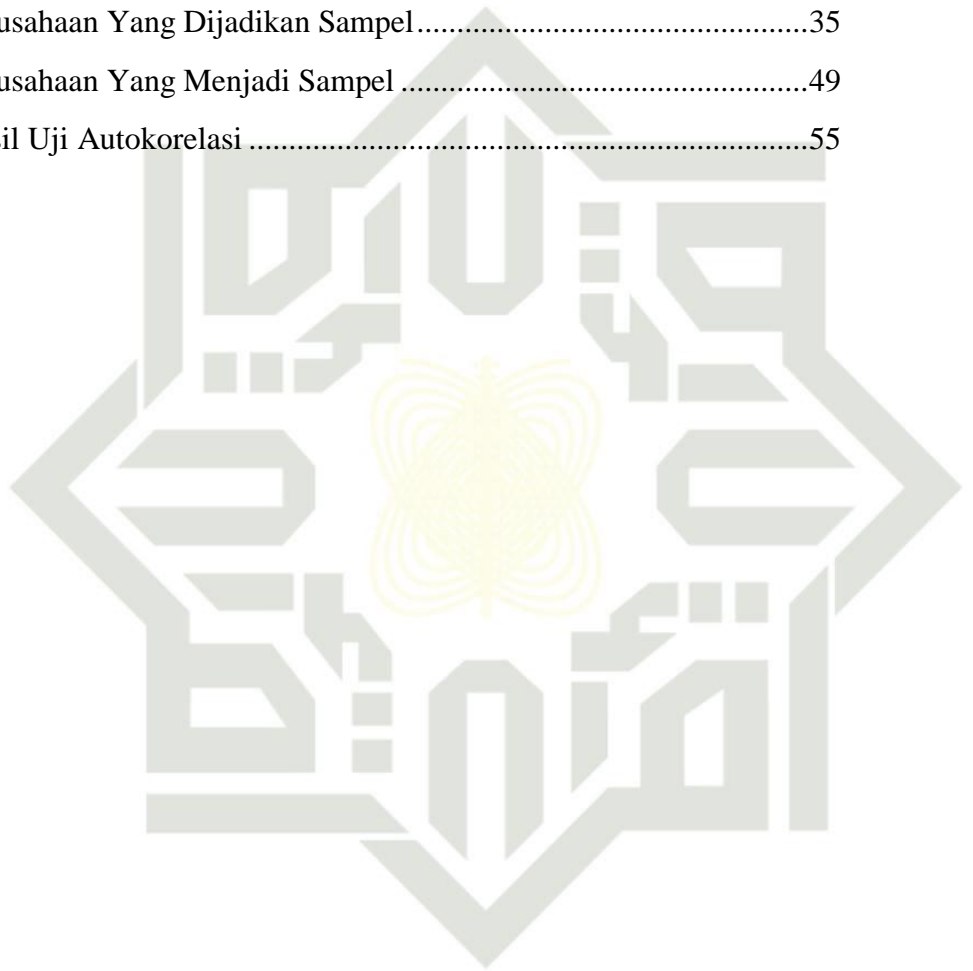 usahaan Yang Dijadikan Sampel................................................35
usahaan Yang Menjadi Sampel ..................................................49
il Uji Autokorelasi .....................................................................55